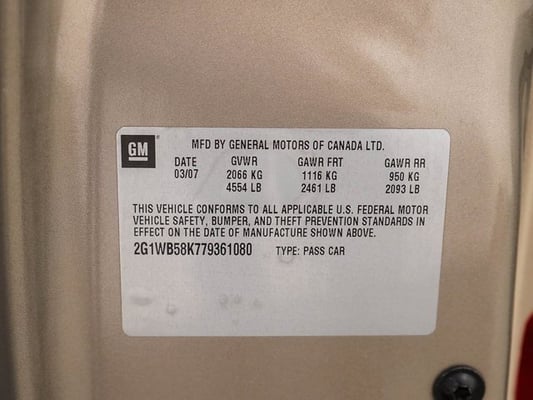 GM MFD BY GENERAL MOTORS OF CANADA LTD.
DATE GVWR GAWR FRT GAWR RR
03/07 2066 KG 1116 KG 950 KG
4554 LB 2461 LB 2093 LB
THIS VEHICLE CONFORMS TO ALL APPLICABLE U.S. FEDERAL MOTOR
VEHICLE SAFETY, BUMPER, AND THEFT PREVENTION STANDARDS IN
EFFECT ON THE DATE OF MANUFACTURE SHOWN ABOVE.
2G1WB58K779361080 TYPE: PASS CAR